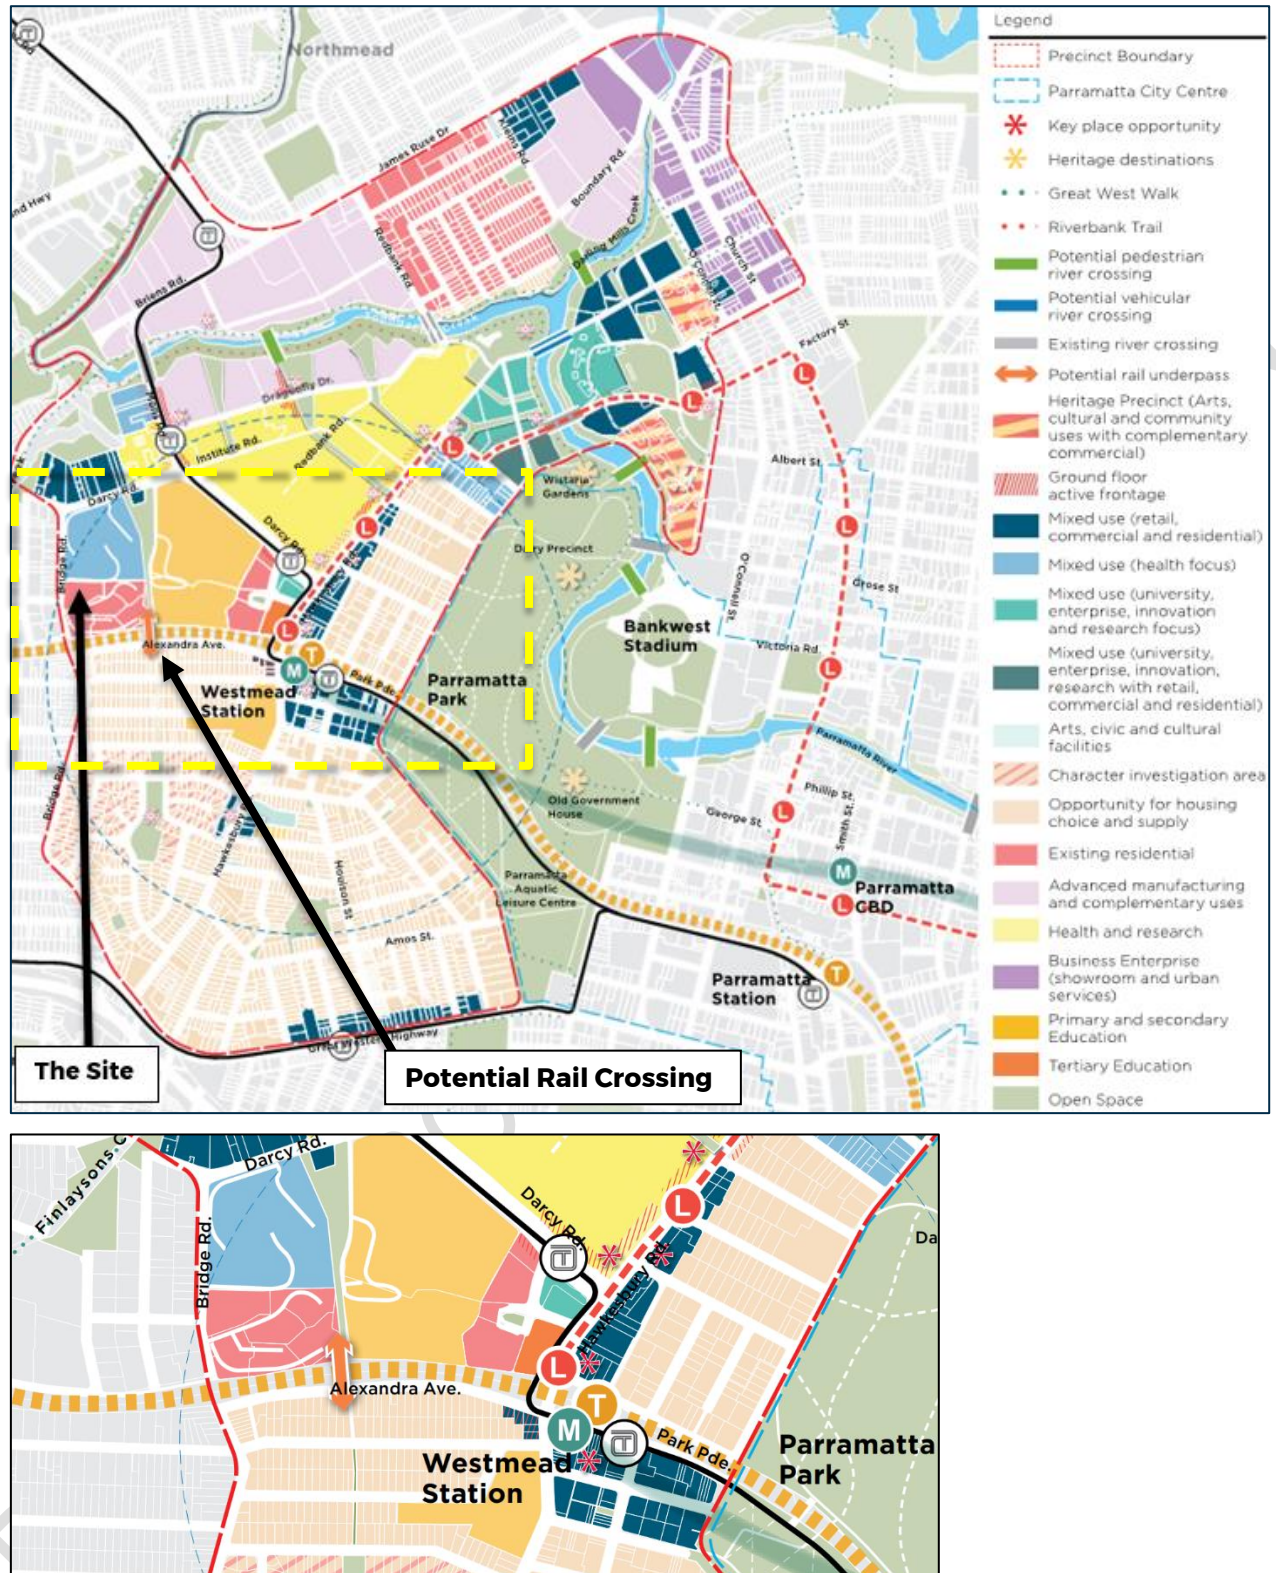 Northmead
James Ruse Dr
Kleins Rd.
Boundary Rd.
Darling Mills Creek
Church St
O'Connell St.
Redbank Rd.
Briens Rd.
Factory St
Dragonfly Dr.
Institute Rd.
Redbank Rd.
Albert St.
Darcy Rd.
Wistaria
Gardens
Darcy Rd.
Dairy Precinct
Bridge Rd.
O'Connell St.
Grose St
Bankwest
Stadium
Victoria Rd.
Alexandra Ave.
Park Pde.
Parramatta
Park
Westmead
Station
Parramatta River
Bridge Rd.
Old Government
House
Phillip St.
George St.
Smith St.
Hawkesbury Rd.
Houison St
Parramatta
Aquatic
Leisure Centre
Parramatta
CBD
Amos St.
Parramatta
Station
Great Western Highway
L
L
L
L
L
L
L
L
L
L
T
T
M
M
The Site
Potential Rail Crossing
Legend
Precinct Boundary
Parramatta City Centre
Key place opportunity
Heritage destinations
Great West Walk
Riverbank Trail
Potential pedestrian
river crossing
Potential vehicular
river crossing
Existing river crossing
Potential rail underpass
Heritage Precinct (Arts,
cultural and community
uses with complementary
commercial)
Ground floor
active frontage
Mixed use (retail,
commercial and residential)
Mixed use (health focus)
Mixed use (university,
enterprise, innovation
and research focus)
Mixed use (university,
enterprise, innovation,
research with retail,
commercial and residential)
Arts, civic and cultural
facilities
Character investigation area
Opportunity for housing
choice and supply
Existing residential
Advanced manufacturing
and complementary uses
Health and research
Business Enterprise
(showroom and urban
services)
Primary and secondary
Education
Tertiary Education
Open Space
Finlaysons C
Darcy Rd.
Darcy Rd.
Bridge Rd.
Hawkesbury Rd.
Da
L
L
T
M
Alexandra Ave.
Park Pde.
Westmead
Station
Parramatta
Park